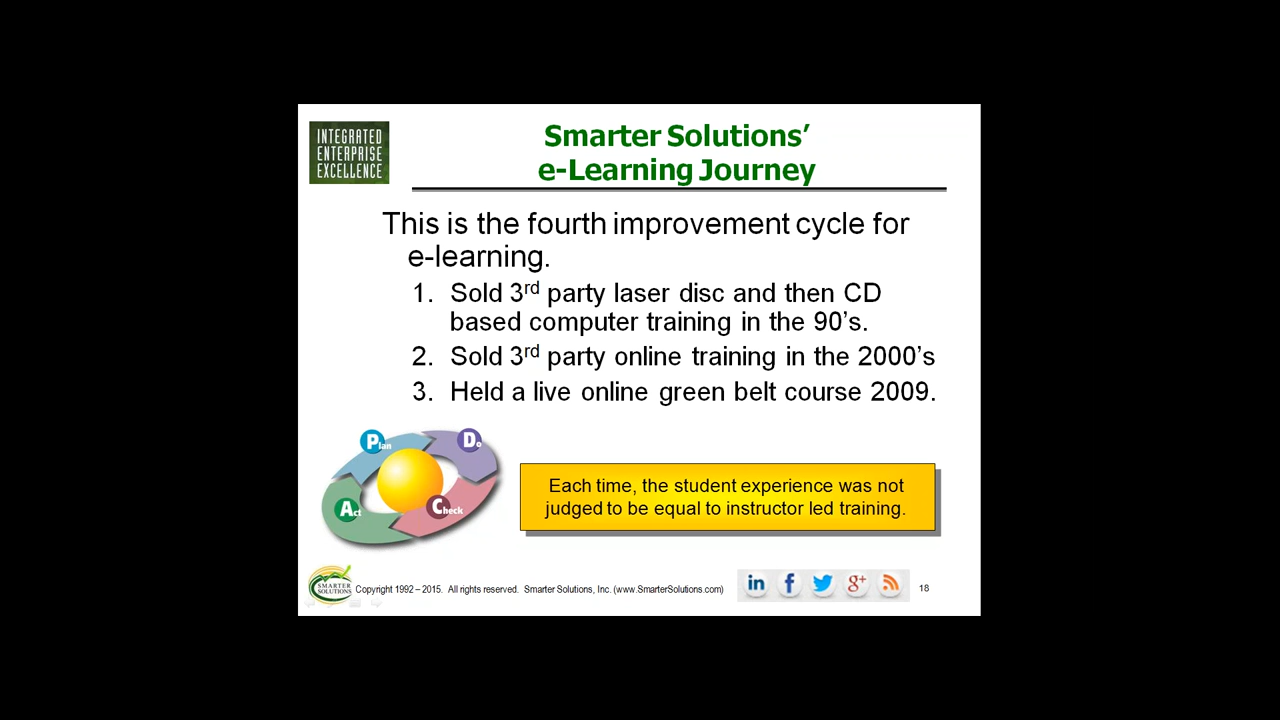 INTEGRATED
ENTERPRISE
EXCELLENCE
Smarter Solutions’
e-Learning Journey
This is the fourth improvement cycle for
e-learning.
1. Sold 3rd party laser disc and then CD
based computer training in the 90’s.
2. Sold 3rd party online training in the 2000’s
3. Held a live online green belt course 2009.
Plan
Do
Act
Check
Each time, the student experience was not
judged to be equal to instructor led training.
SMARTER
SOLUTIONS
Copyright 1992 – 2015. All rights reserved. Smarter Solutions, Inc. (www.SmarterSolutions.com)
in f g+
18